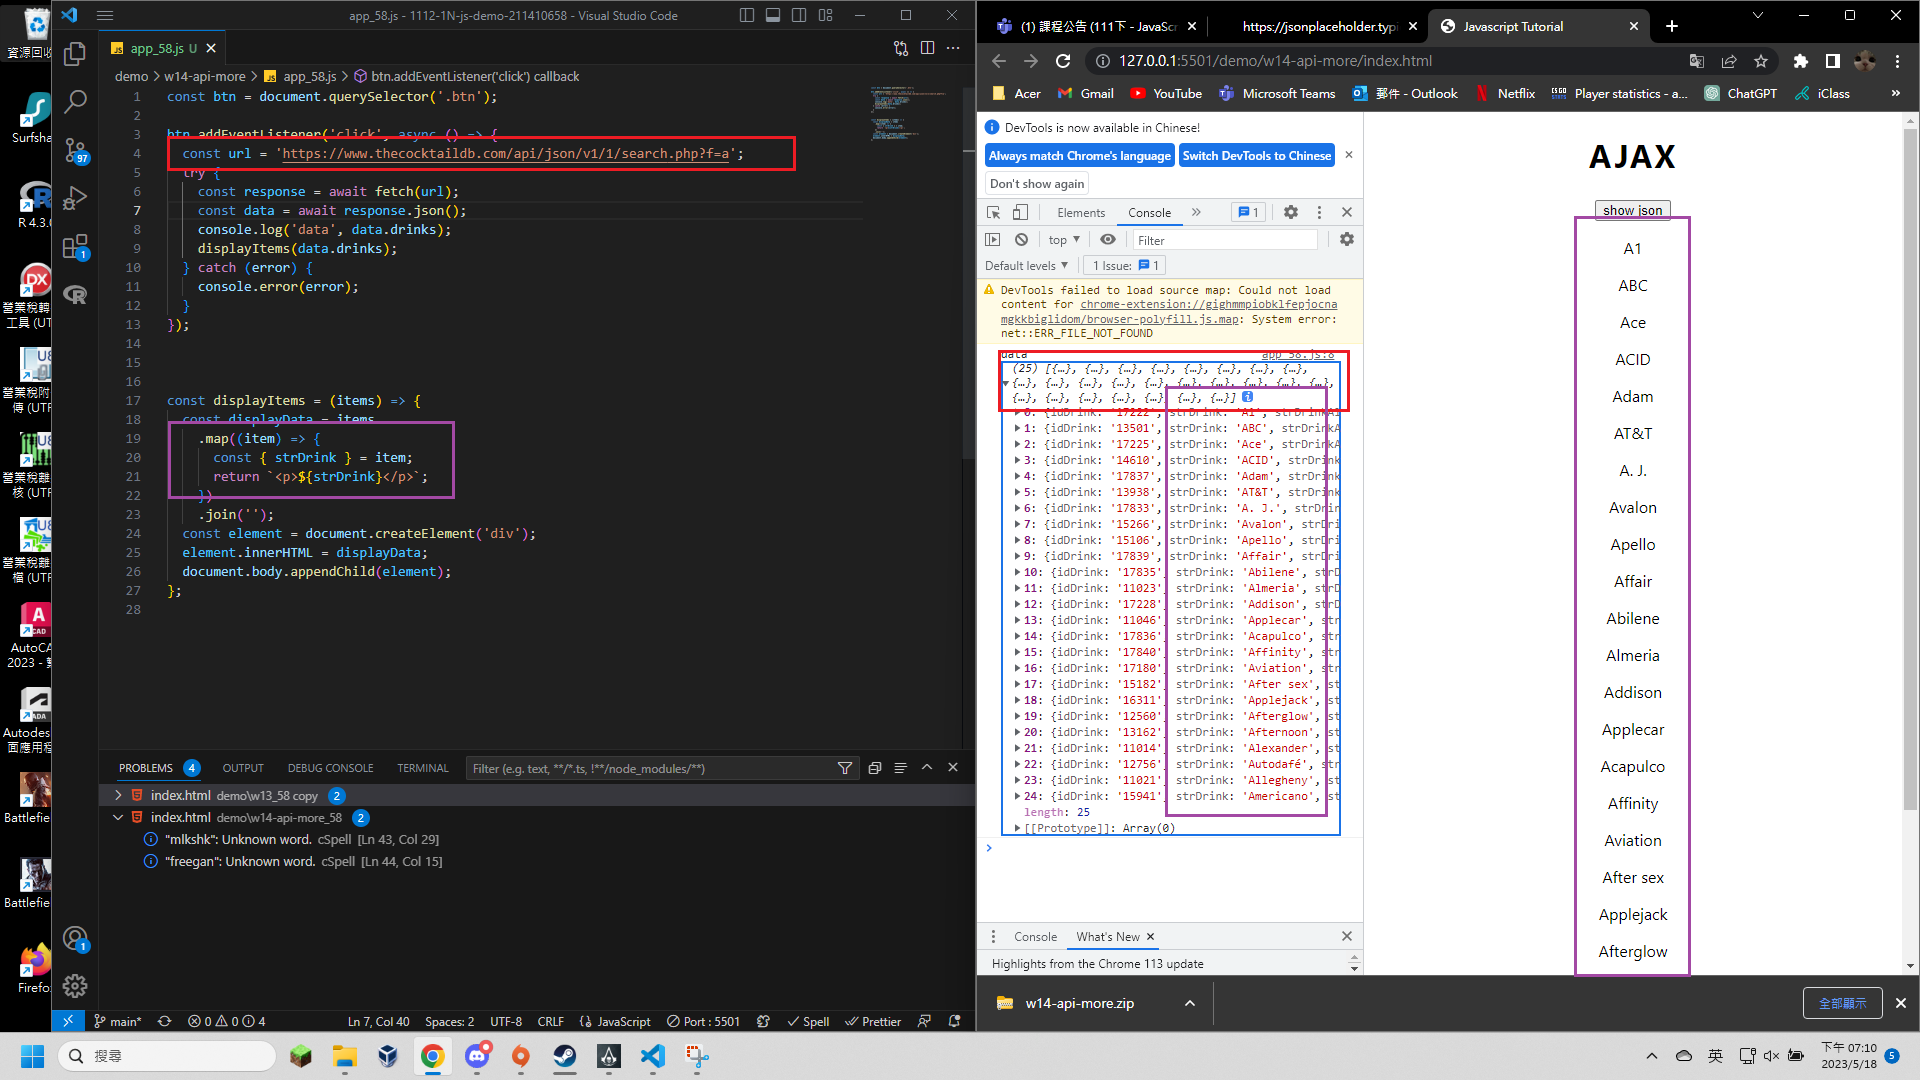 資源回收
Surfsha
R 4.3.0
營業稅轉
工具 (UT
營業稅附
傳 (UTF
營業稅離
核 (UTF
營業稅離
檔 (UTF
AutoCA
2023 - 繁
Autodes
面應用程
Battlefie
Battlefie
Firefox
app_58.js - 1112-1N-js-demo-211410658 - Visual Studio Code
app_58.js U
demo > w14-api-more > app_58.js > btn.addEventListener('click') callback
1 const btn = document.querySelector('.btn');
2
3 btn.addEventListener('click', async () => {
4 const url = 'https://www.thecocktaildb.com/api/json/v1/1/search.php?f=a';
5 try {
6 const response = await fetch(url);
7 const data = await response.json();
8 console.log('data', data.drinks);
9 displayItems(data.drinks);
10 } catch (error) {
11 console.error(error);
12 }
13 });
14
15
16
17 const displayItems = (items) => {
18 const displayData = items
19 .map((item) => {
20 const { strDrink } = item;
21 return `<p>${strDrink}</p>`;
22 })
23 .join('');
24 const element = document.createElement('div');
25 element.innerHTML = displayData;
26 document.body.appendChild(element);
27 };
28
PROBLEMS 4 OUTPUT DEBUG CONSOLE TERMINAL Filter (e.g. text, **/*.ts, !**/node_modules/**)
index.html demo\w13_58 copy 2
index.html demo\w14-api-more_58 2
"mlkshk": Unknown word. cSpell [Ln 43, Col 29]
"freegan": Unknown word. cSpell [Ln 44, Col 15]
97
1
1
main* 0 0 4 Ln 7, Col 40 Spaces: 2 UTF-8 CRLF JavaScript Port : 5501 Spell Prettier
(1) 課程公告 (111下 - JavaScr
https://jsonplaceholder.typi
Javascript Tutorial
127.0.0.1:5501/demo/w14-api-more/index.html
Acer Gmail YouTube Microsoft Teams 郵件 - Outlook Netflix Player statistics - a... ChatGPT iClass »
DevTools is now available in Chinese!
Always match Chrome's language Switch DevTools to Chinese
Don't show again
Elements Console » 1
top Filter
Default levels 1 Issue: 1
DevTools failed to load source map: Could not load
content for chrome-extension://gighmmpiobklfepjocna
mgkkbiglidom/browser-polyfill.js.map: System error:
net::ERR_FILE_NOT_FOUND
data app_58.js:8
(25) [{…}, {…}, {…}, {…}, {…}, {…}, {…}, {…},
{…}, {…}, {…}, {…}, {…}, {…}, {…}, {…}, {…}, {…},
{…}, {…}, {…}, {…}, {…}, {…}, {…}]
0: {idDrink: '17222', strDrink: 'A1', strDrinkAl
1: {idDrink: '13501', strDrink: 'ABC', strDrinkA
2: {idDrink: '17225', strDrink: 'Ace', strDrinkA
3: {idDrink: '14610', strDrink: 'ACID', strDrink
4: {idDrink: '17837', strDrink: 'Adam', strDrink
5: {idDrink: '13938', strDrink: 'AT&T', strDrink
6: {idDrink: '17833', strDrink: 'A. J.', strDrin
7: {idDrink: '15266', strDrink: 'Avalon', strDri
8: {idDrink: '15106', strDrink: 'Apello', strDri
9: {idDrink: '17839', strDrink: 'Affair', strDri
10: {idDrink: '17835', strDrink: 'Abilene', strD
11: {idDrink: '11023', strDrink: 'Almeria', strD
12: {idDrink: '17228', strDrink: 'Addison', strD
13: {idDrink: '11046', strDrink: 'Applecar', str
14: {idDrink: '17836', strDrink: 'Acapulco', str
15: {idDrink: '17840', strDrink: 'Affinity', str
16: {idDrink: '17180', strDrink: 'Aviation', str
17: {idDrink: '15182', strDrink: 'After sex', st
18: {idDrink: '16311', strDrink: 'Applejack', st
19: {idDrink: '12560', strDrink: 'Afterglow', st
20: {idDrink: '13162', strDrink: 'Afternoon', st
21: {idDrink: '11014', strDrink: 'Alexander', st
22: {idDrink: '12756', strDrink: 'Autodafé', str
23: {idDrink: '11021', strDrink: 'Allegheny', st
24: {idDrink: '15941', strDrink: 'Americano', st
length: 25
[[Prototype]]: Array(0)
Console What's New
Highlights from the Chrome 113 update
AJAX
show json
A1
ABC
Ace
ACID
Adam
AT&T
A. J.
Avalon
Apello
Affair
Abilene
Almeria
Addison
Applecar
Acapulco
Affinity
Aviation
After sex
Applejack
Afterglow
w14-api-more.zip
全部顯示
搜尋
英
下午 07:10
2023/5/18
5